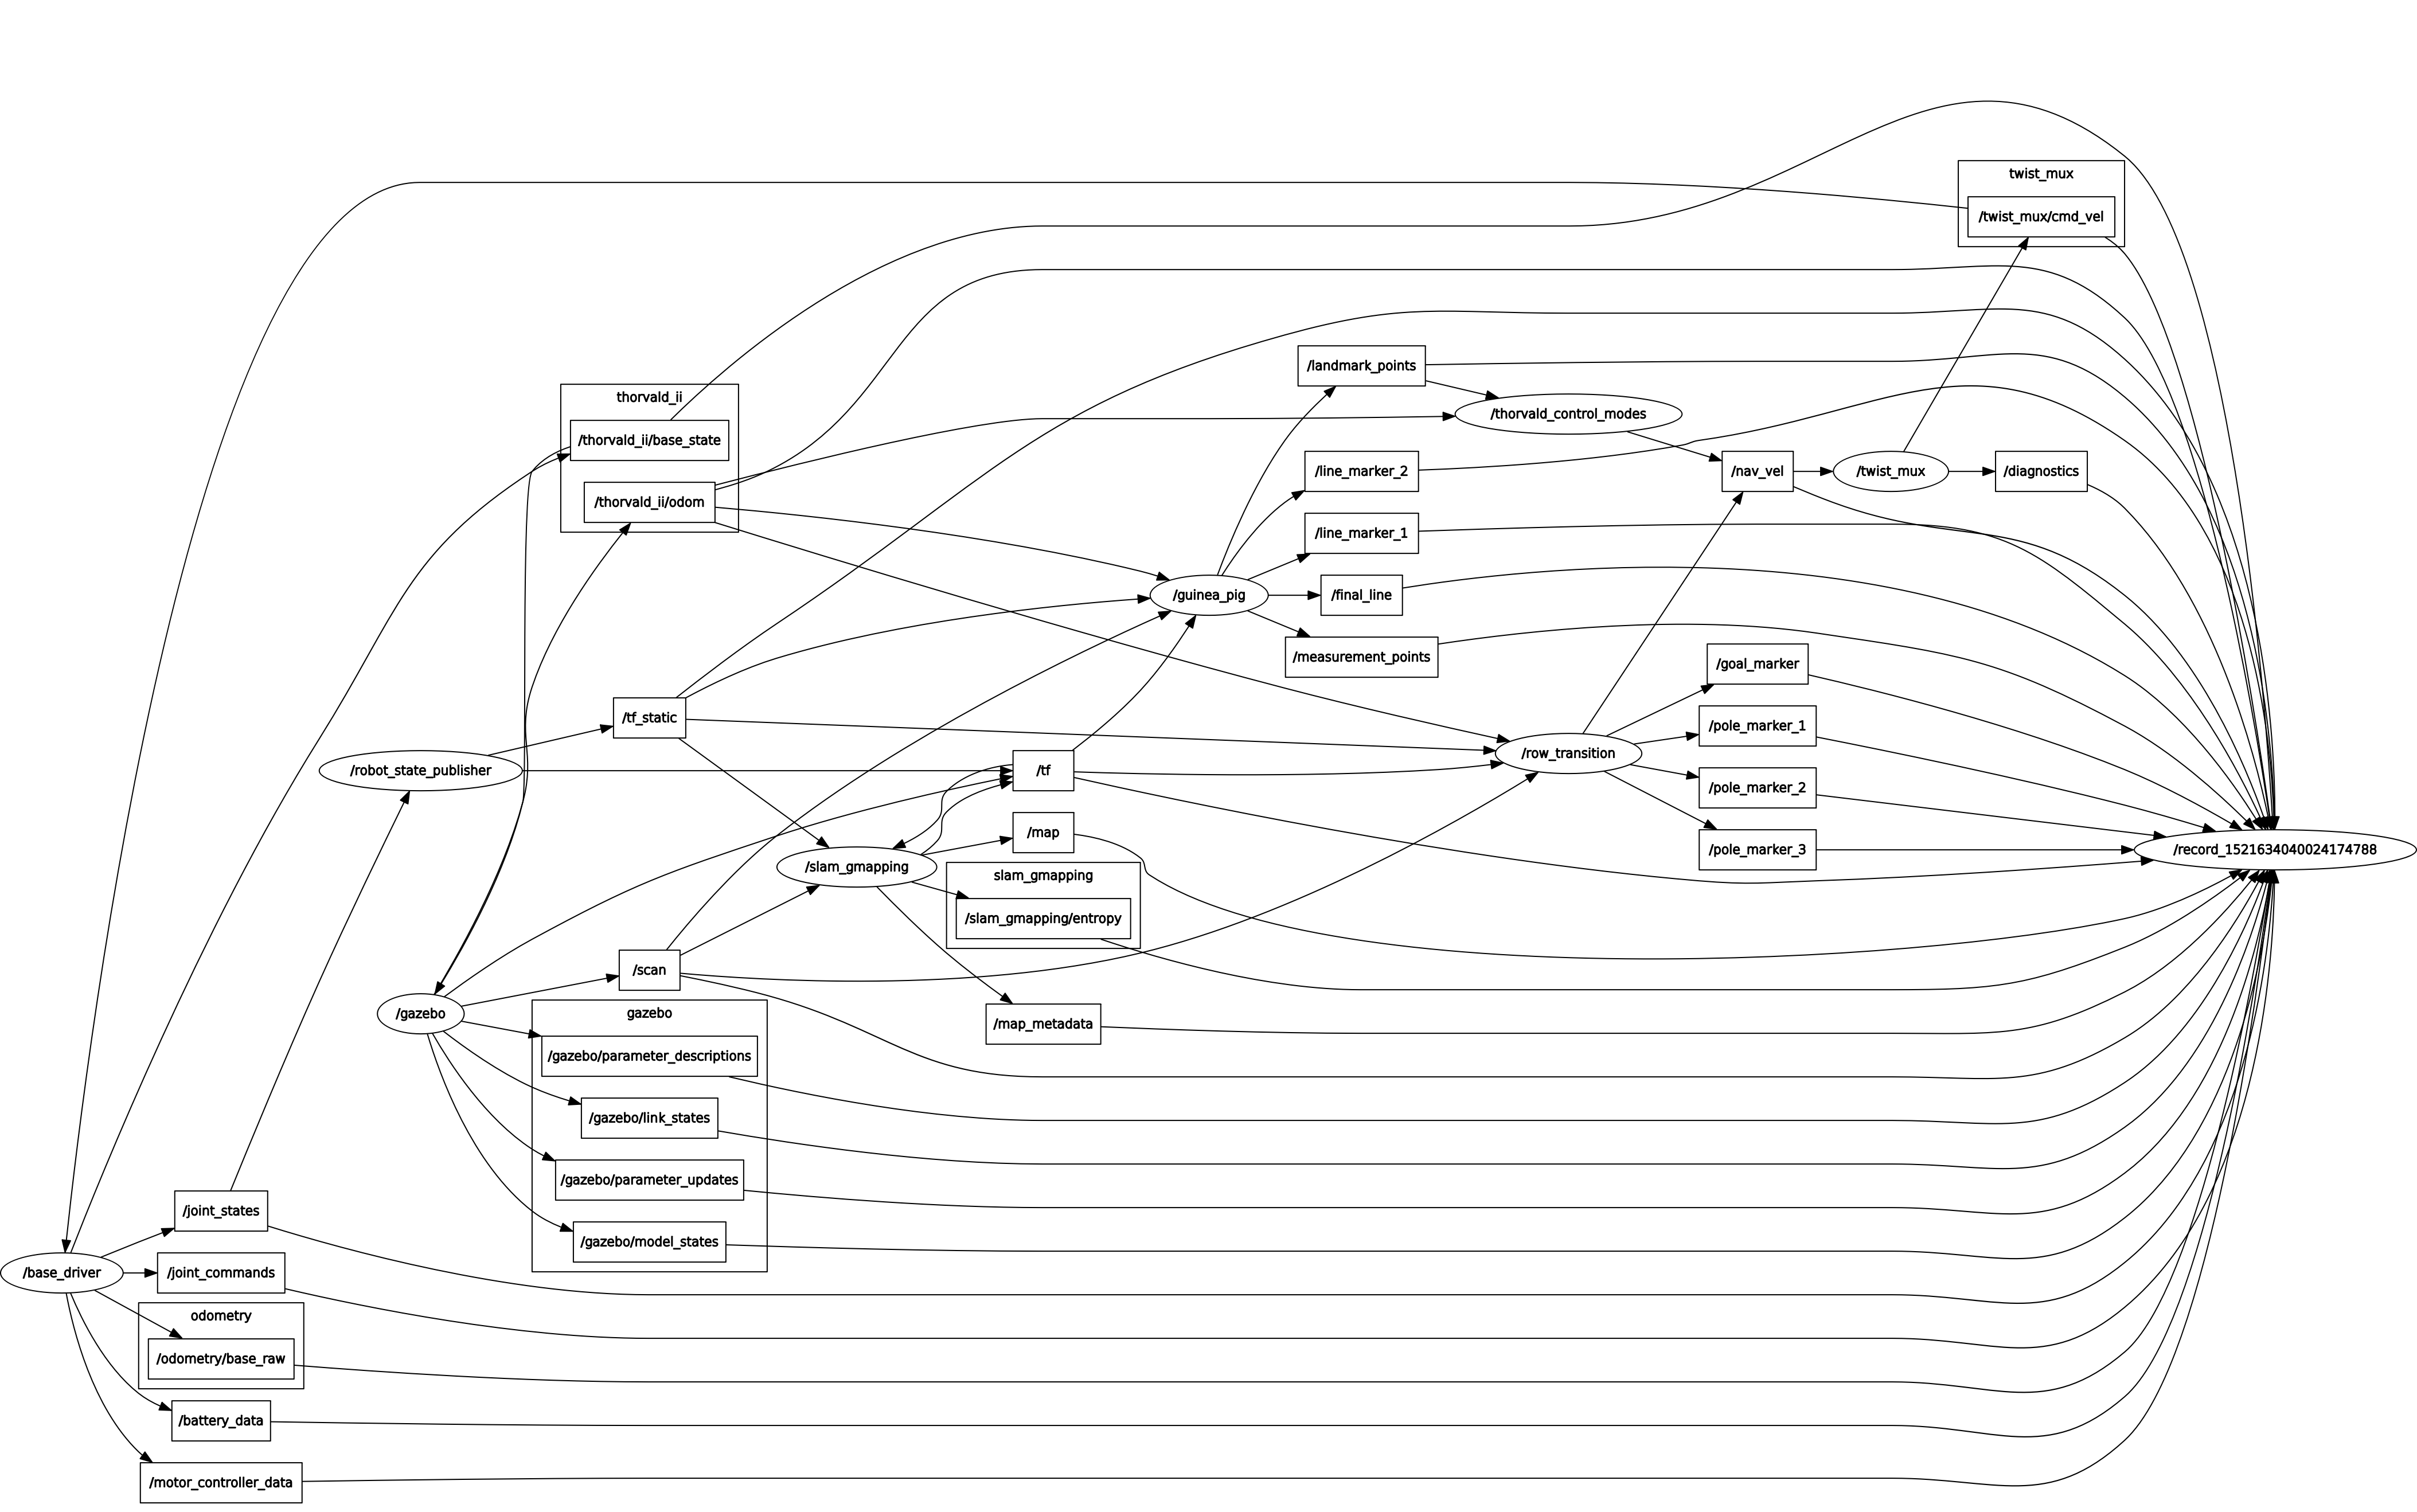 twist_mux
/twist_mux/cmd_vel
/landmark_points
thorvald_ii
/thorvald_control_modes
/thorvald_ii/base_state
/line_marker_2
/nav_vel
/twist_mux
/diagnostics
/thorvald_ii/odom
/line_marker_1
/guinea_pig
/final_line
/measurement_points
/goal_marker
/tf_static
/pole_marker_1
/row_transition
/robot_state_publisher
/tf
/pole_marker_2
/map
/pole_marker_3
/record_1521634040024174788
/slam_gmapping
slam_gmapping
/slam_gmapping/entropy
/scan
/gazebo
gazebo
/map_metadata
/gazebo/parameter_descriptions
/gazebo/link_states
/gazebo/parameter_updates
/joint_states
/gazebo/model_states
/base_driver
/joint_commands
odometry
/odometry/base_raw
/battery_data
/motor_controller_data